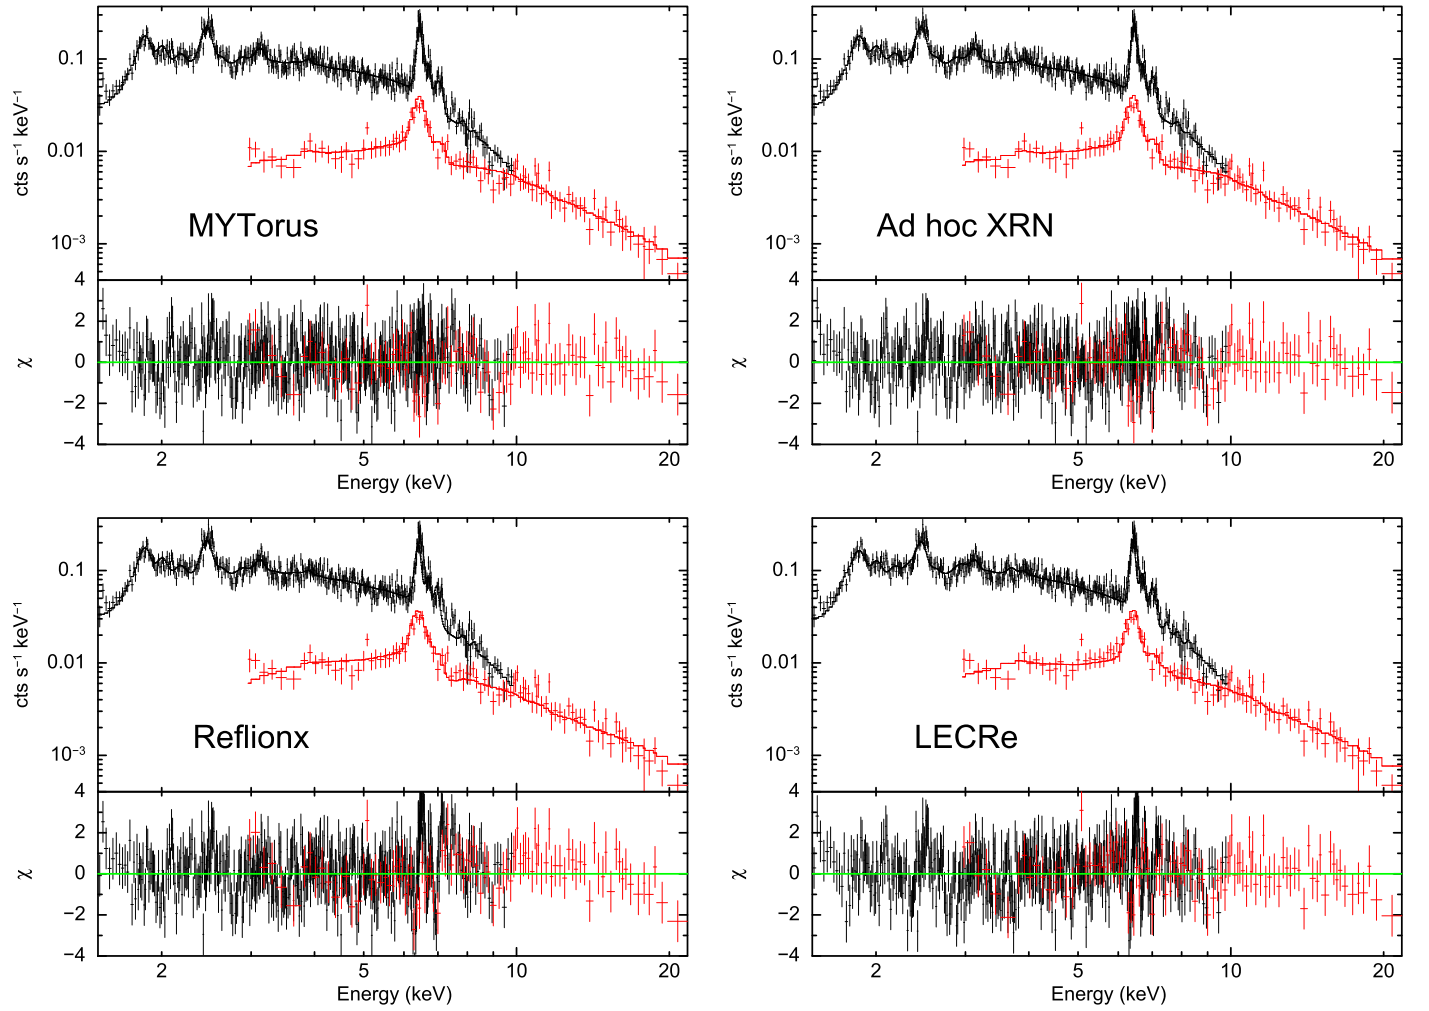 0.1
0.01
10⁻³
cts s⁻¹ keV⁻¹
MYTorus
4
2
0
−2
−4
χ
2 5 10 20
Energy (keV)
0.1
0.01
10⁻³
cts s⁻¹ keV⁻¹
Ad hoc XRN
4
2
0
−2
−4
χ
2 5 10 20
Energy (keV)
0.1
0.01
10⁻³
cts s⁻¹ keV⁻¹
Reflionx
4
2
0
−2
−4
χ
2 5 10 20
Energy (keV)
0.1
0.01
10⁻³
cts s⁻¹ keV⁻¹
LECRe
4
2
0
−2
−4
χ
2 5 10 20
Energy (keV)